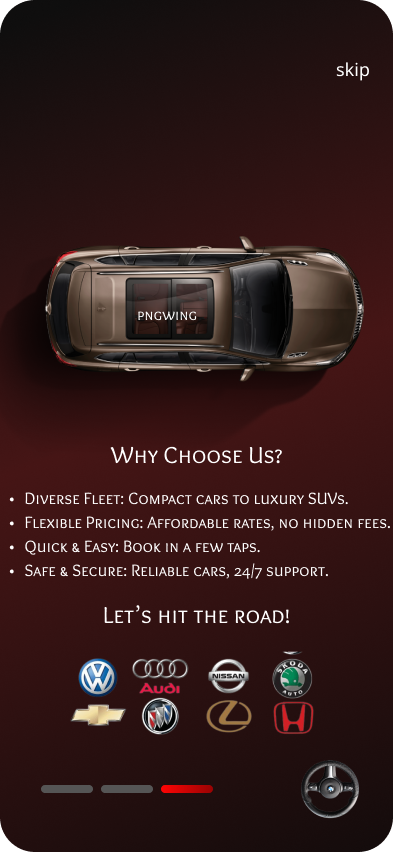 skip
PNGWING
Why Choose Us?
• Diverse Fleet: Compact cars to luxury SUVs.
• Flexible Pricing: Affordable rates, no hidden fees.
• Quick & Easy: Book in a few taps.
• Safe & Secure: Reliable cars, 24/7 support.
Let’s hit the road!
Audi
NISSAN
SKODA
AUTO